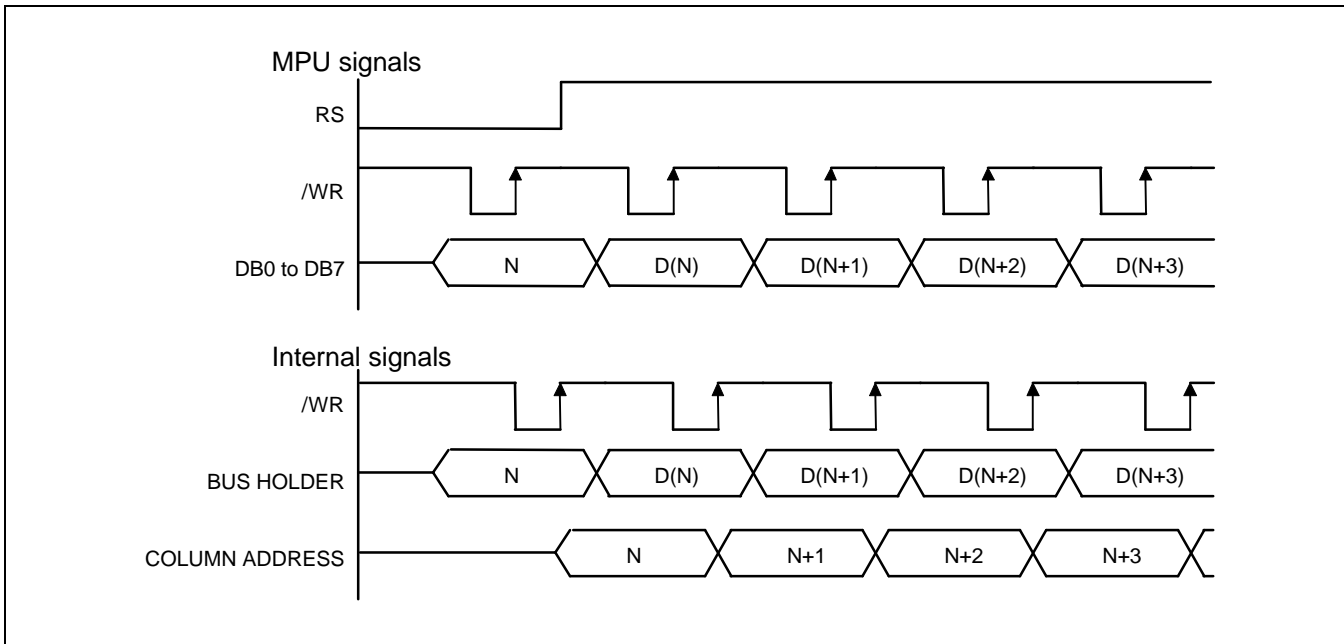 MPU signals
RS
/WR
DB0 to DB7
N D(N) D(N+1) D(N+2) D(N+3)
Internal signals
/WR
BUS HOLDER
N D(N) D(N+1) D(N+2) D(N+3)
COLUMN ADDRESS
N N+1 N+2 N+3